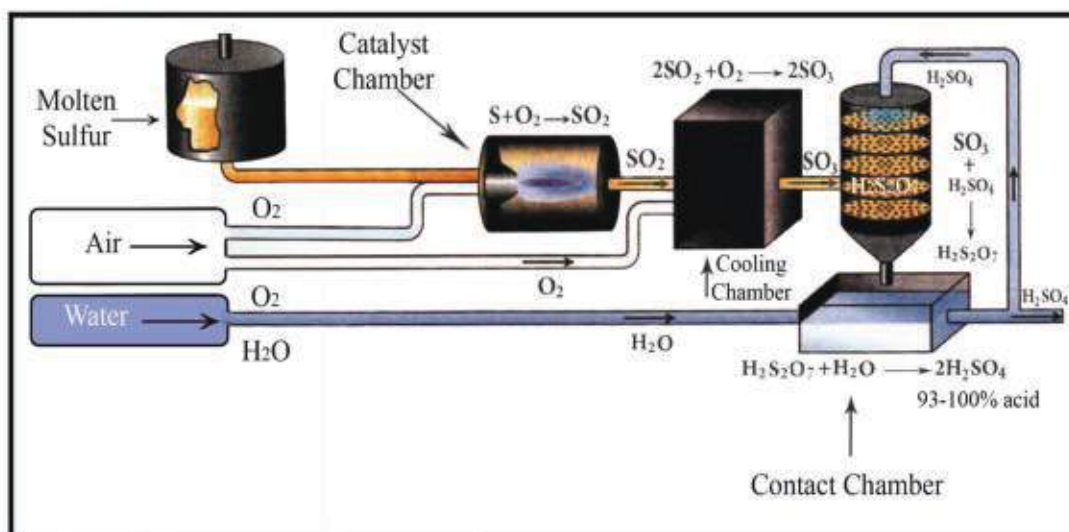 Catalyst
Chamber
Molten
Sulfur
S+O₂→SO₂
2SO₂+O₂ → 2SO₃
H₂SO₄
SO₂
SO₃
SO₃
+
H₂SO₄
H₂S₂O₇
O₂
Air
O₂
Cooling
Chamber
Water
O₂
H₂O
H₂O
H₂SO₄
H₂S₂O₇+H₂O → 2H₂SO₄
93-100% acid
Contact Chamber